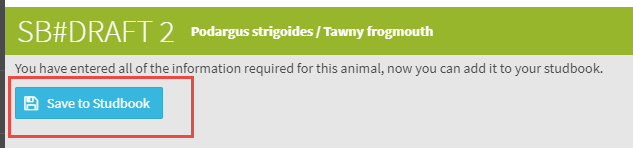 SB#DRAFT 2 Podargus strigoides / Tawny frogmouth
You have entered all of the information required for this animal, now you can add it to your studbook.
Save to Studbook